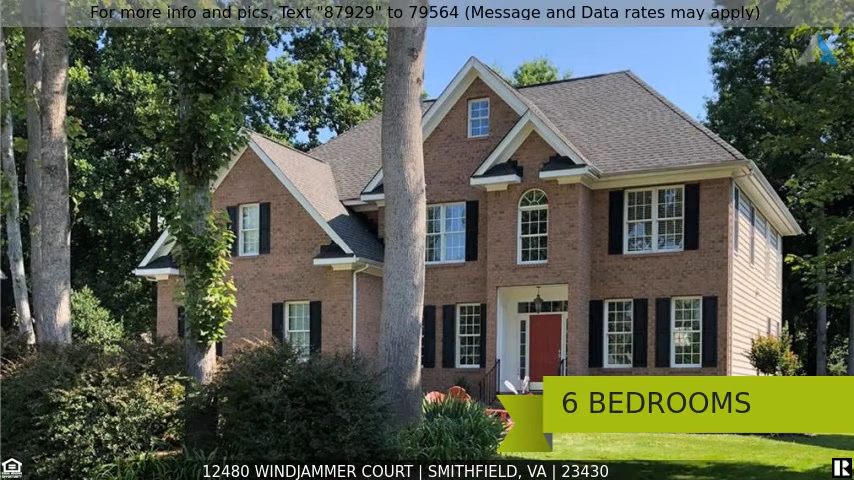 For more info and pics, Text "87929" to 79564 (Message and Data rates may apply)
6 BEDROOMS
12480 WINDJAMMER COURT | SMITHFIELD, VA | 23430